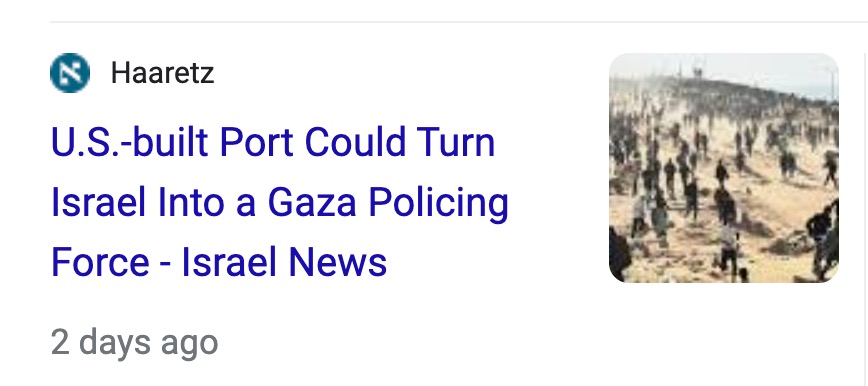 Haaretz
U.S.-built Port Could Turn
Israel Into a Gaza Policing
Force - Israel News
2 days ago